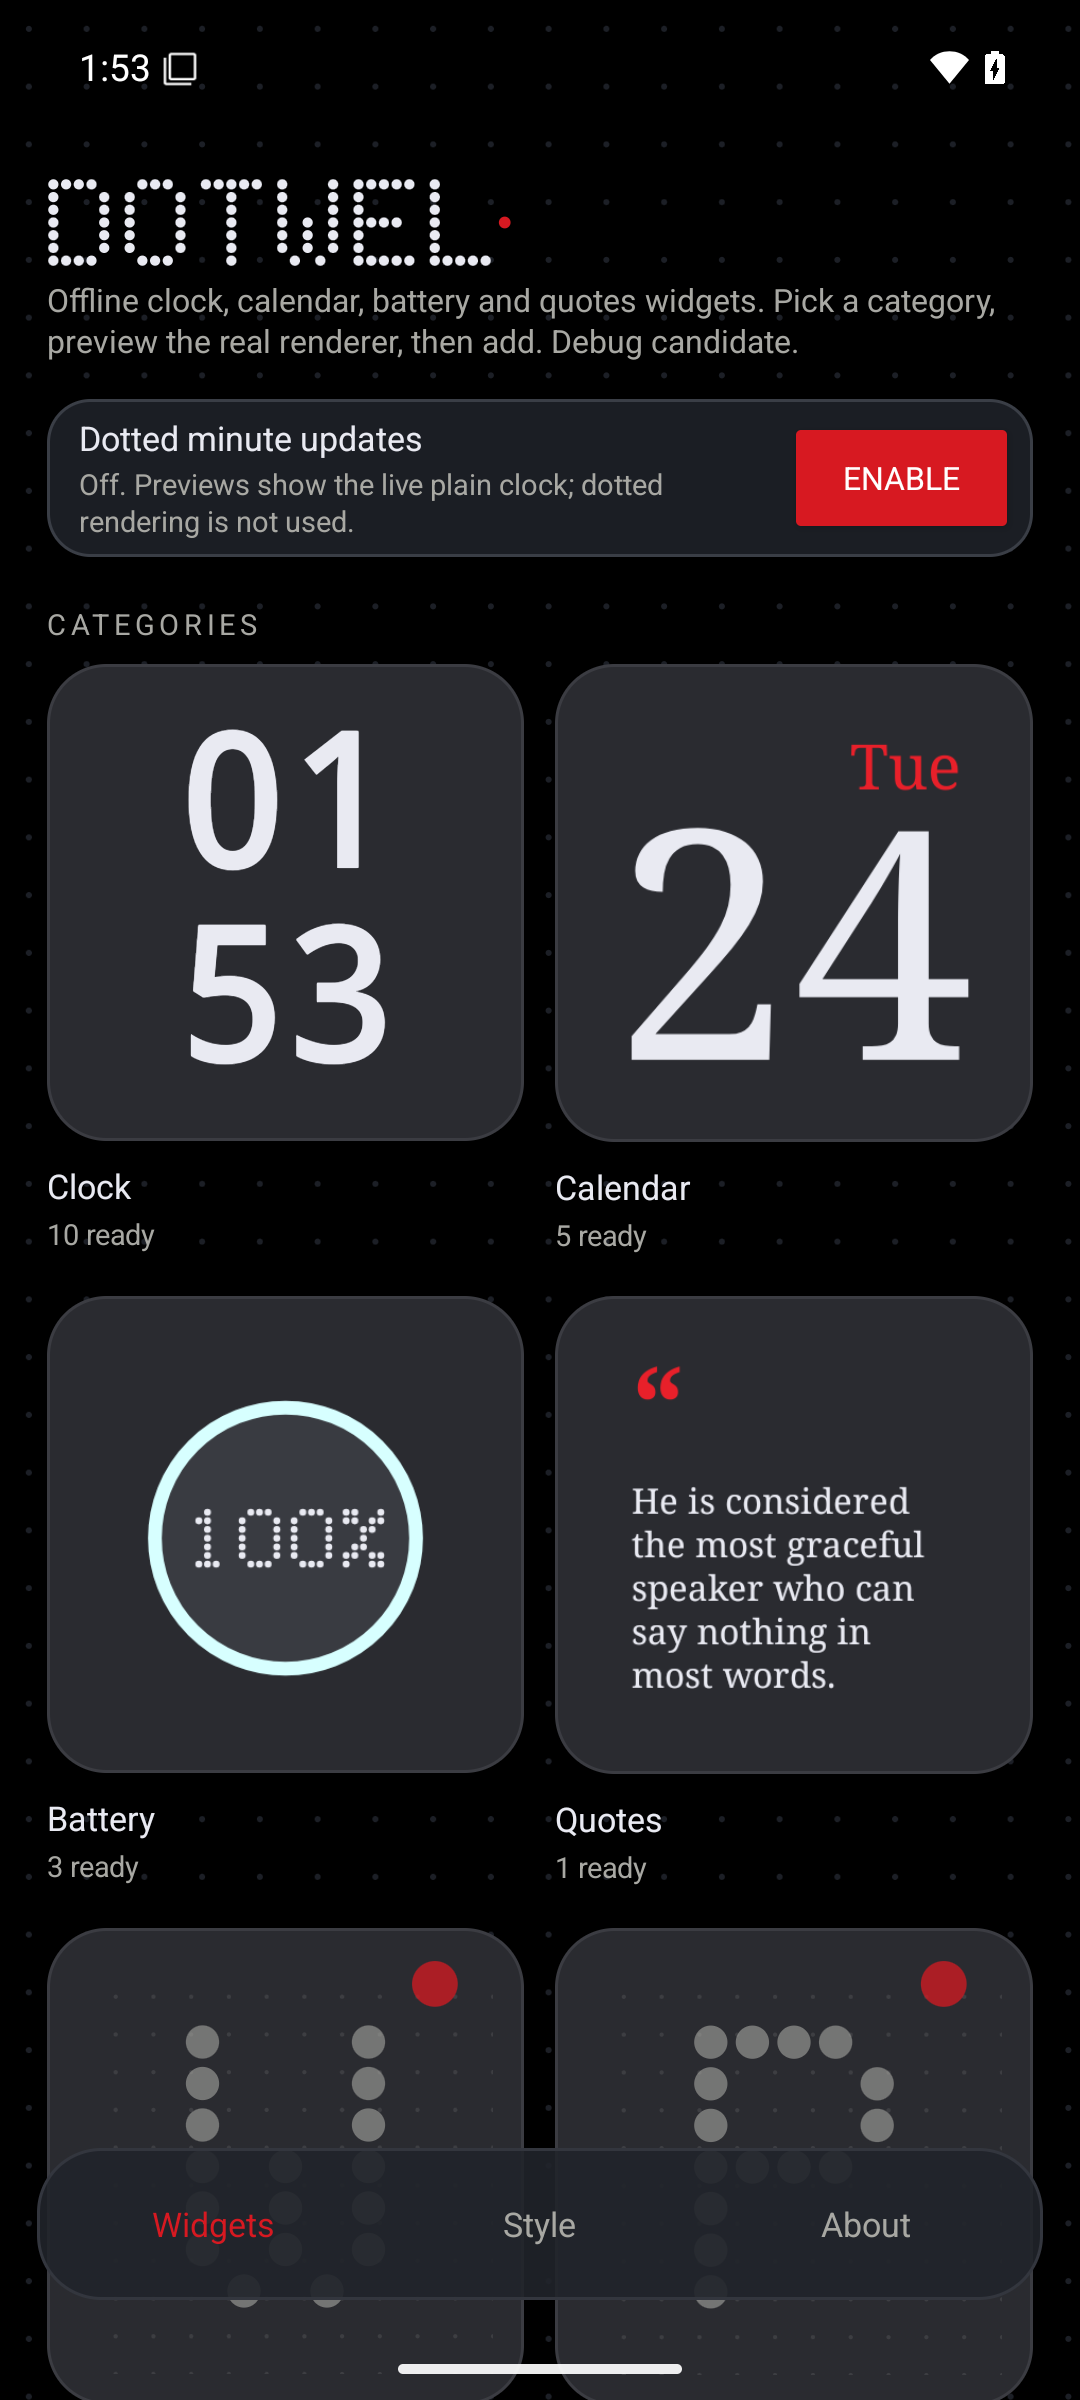 1:53
DOTWEL
Offline clock, calendar, battery and quotes widgets. Pick a category,
preview the real renderer, then add. Debug candidate.
Dotted minute updates
Off. Previews show the live plain clock; dotted
rendering is not used.
ENABLE
CATEGORIES
01
53
Tue
24
Clock
10 ready
Calendar
5 ready
100%
“
He is considered
the most graceful
speaker who can
say nothing in
most words.
Battery
3 ready
Quotes
1 ready
W
P
Widgets
Style
About